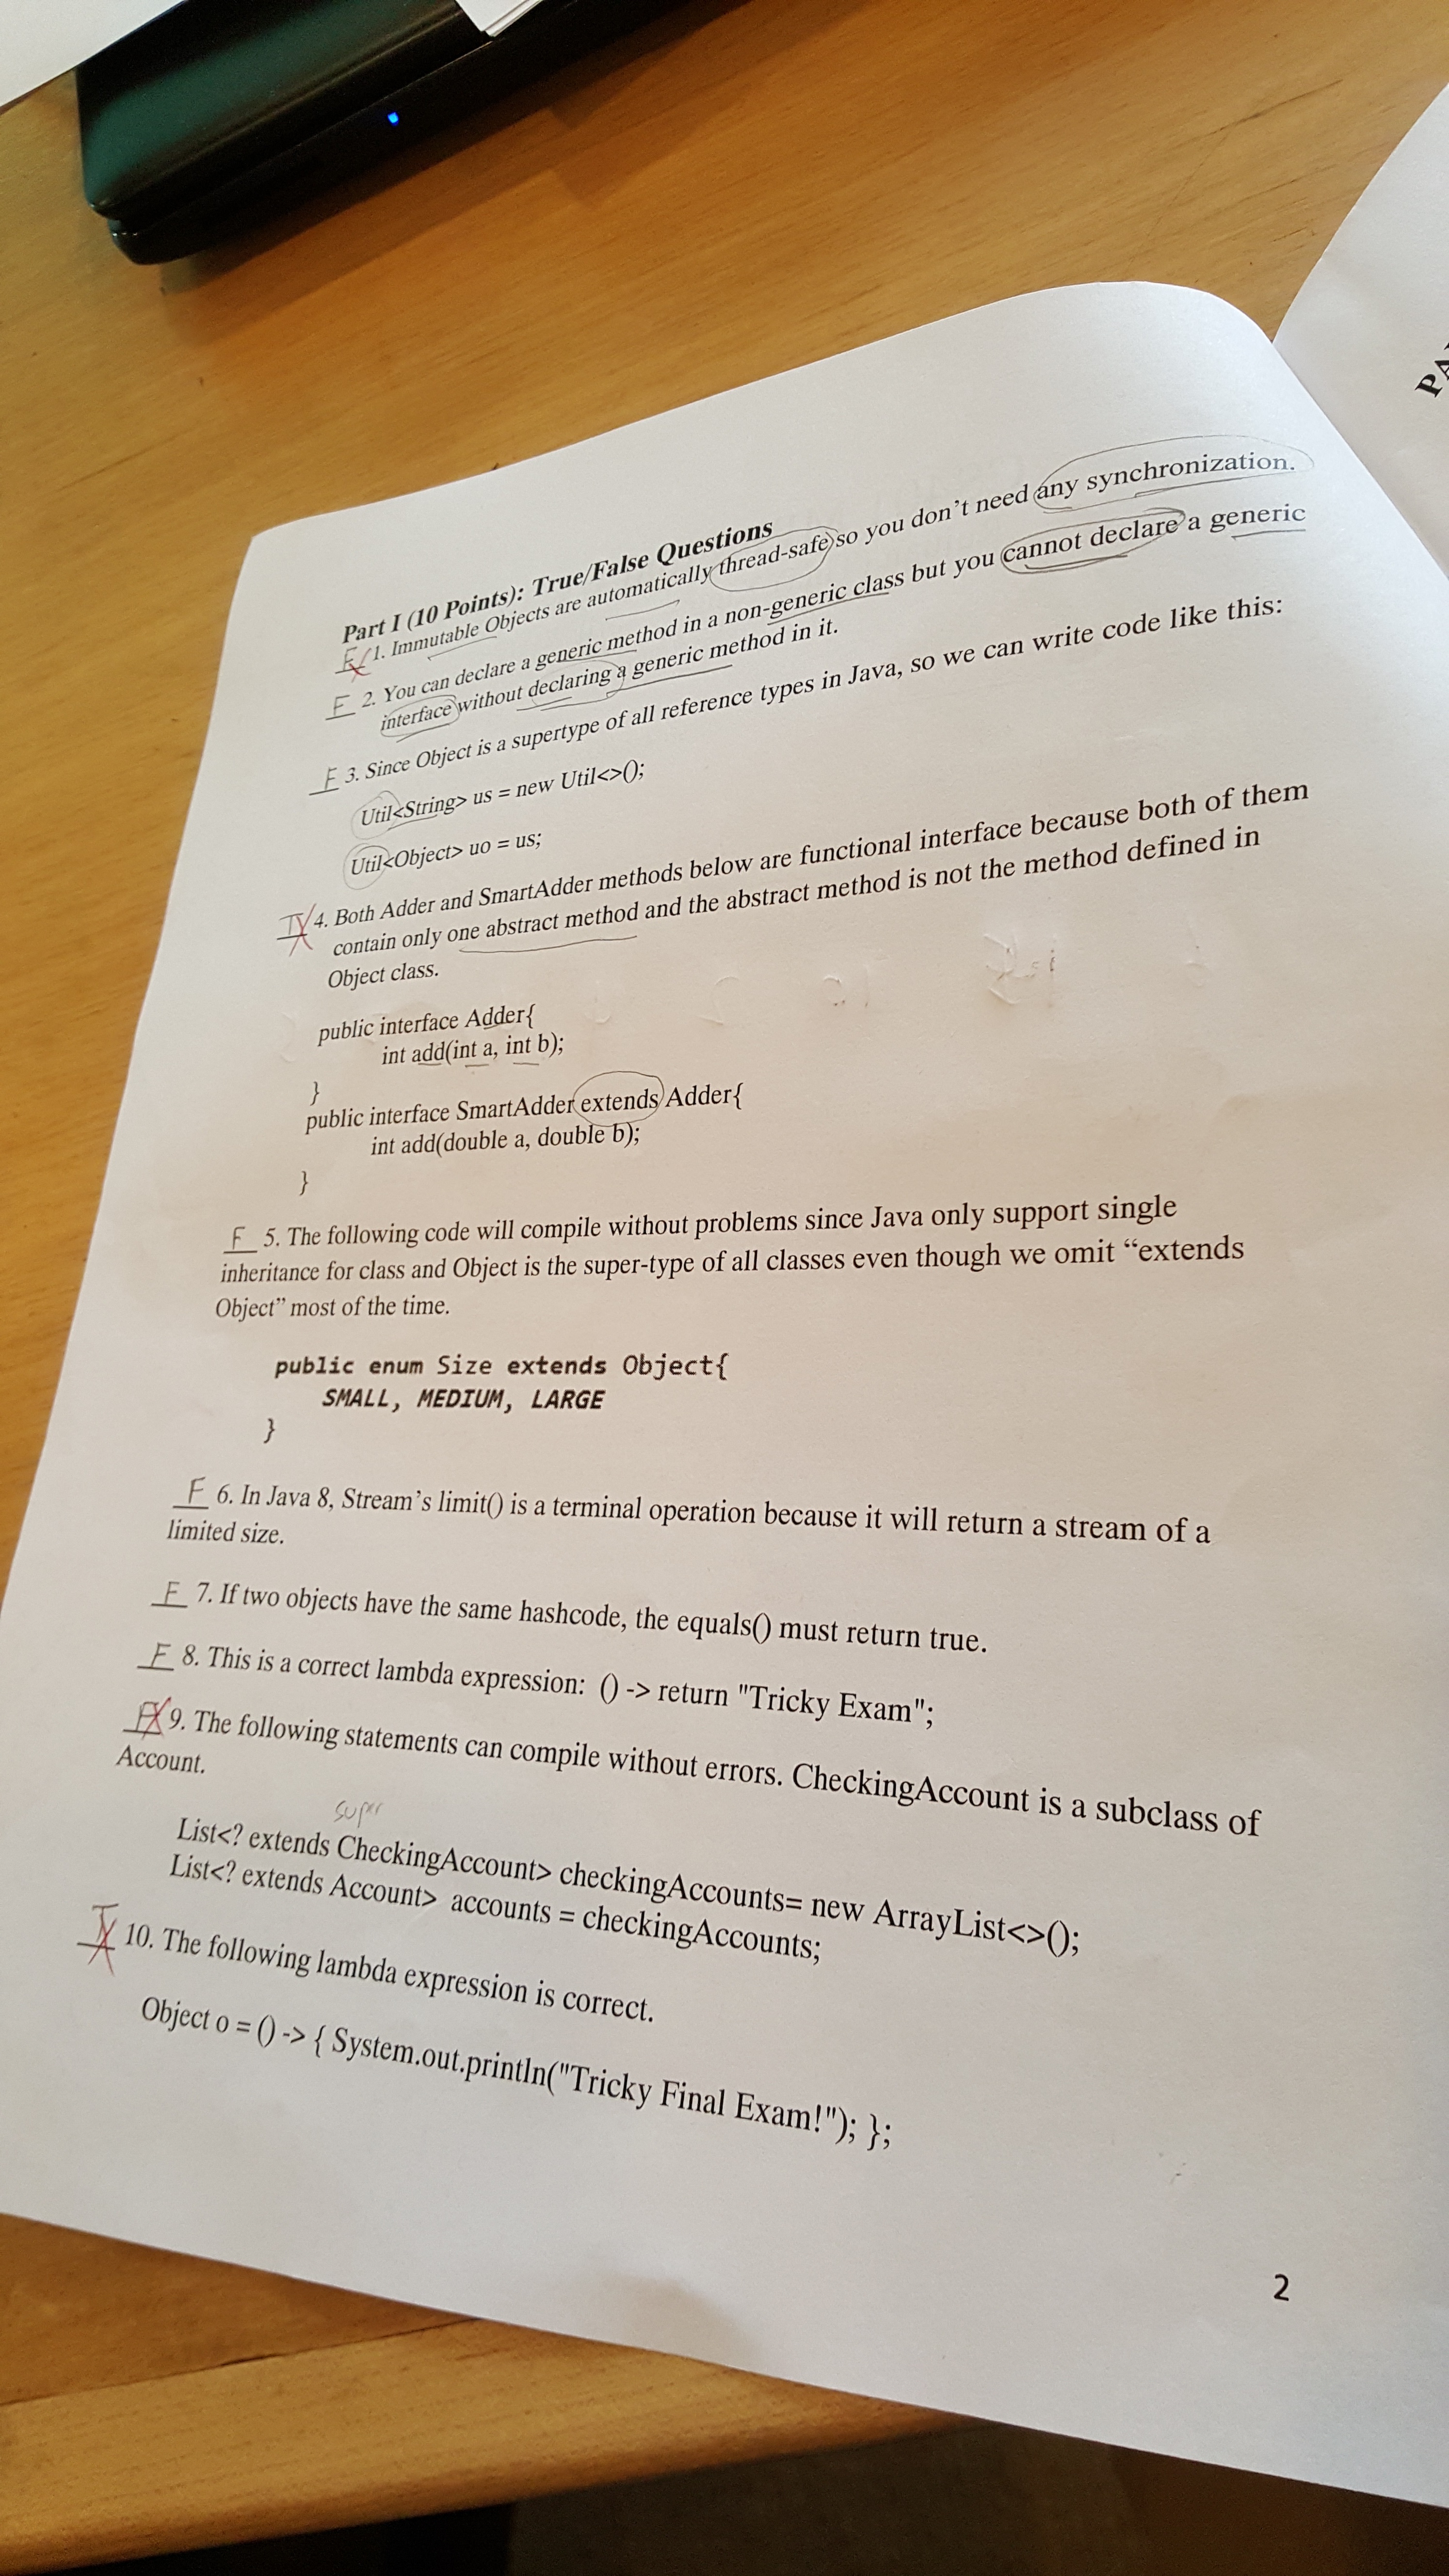 Part I (10 Points): True/False Questions
F 1. Immutable Objects are automatically thread-safe so you don't need any synchronization.
F 2. You can declare a generic method in a non-generic class but you cannot declare a generic
interface without declaring a generic method in it.
F 3. Since Object is a supertype of all reference types in Java, so we can write code like this:
Util<String> us = new Util<>();
Util<Object> uo = us;
T 4. Both Adder and SmartAdder methods below are functional interface because both of them
contain only one abstract method and the abstract method is not the method defined in
Object class.
public interface Adder{
int add(int a, int b);
}
public interface SmartAdder extends Adder{
int add(double a, double b);
}
F 5. The following code will compile without problems since Java only support single
inheritance for class and Object is the super-type of all classes even though we omit “extends
Object” most of the time.
public enum Size extends Object{
SMALL, MEDIUM, LARGE
}
F 6. In Java 8, Stream's limit() is a terminal operation because it will return a stream of a
limited size.
F 7. If two objects have the same hashcode, the equals() must return true.
F 8. This is a correct lambda expression: () -> return "Tricky Exam";
F 9. The following statements can compile without errors. CheckingAccount is a subclass of
Account.
super
List<? extends CheckingAccount> checkingAccounts= new ArrayList<>();
List<? extends Account> accounts = checkingAccounts;
T 10. The following lambda expression is correct.
Object o = () -> { System.out.println("Tricky Final Exam!"); };
2